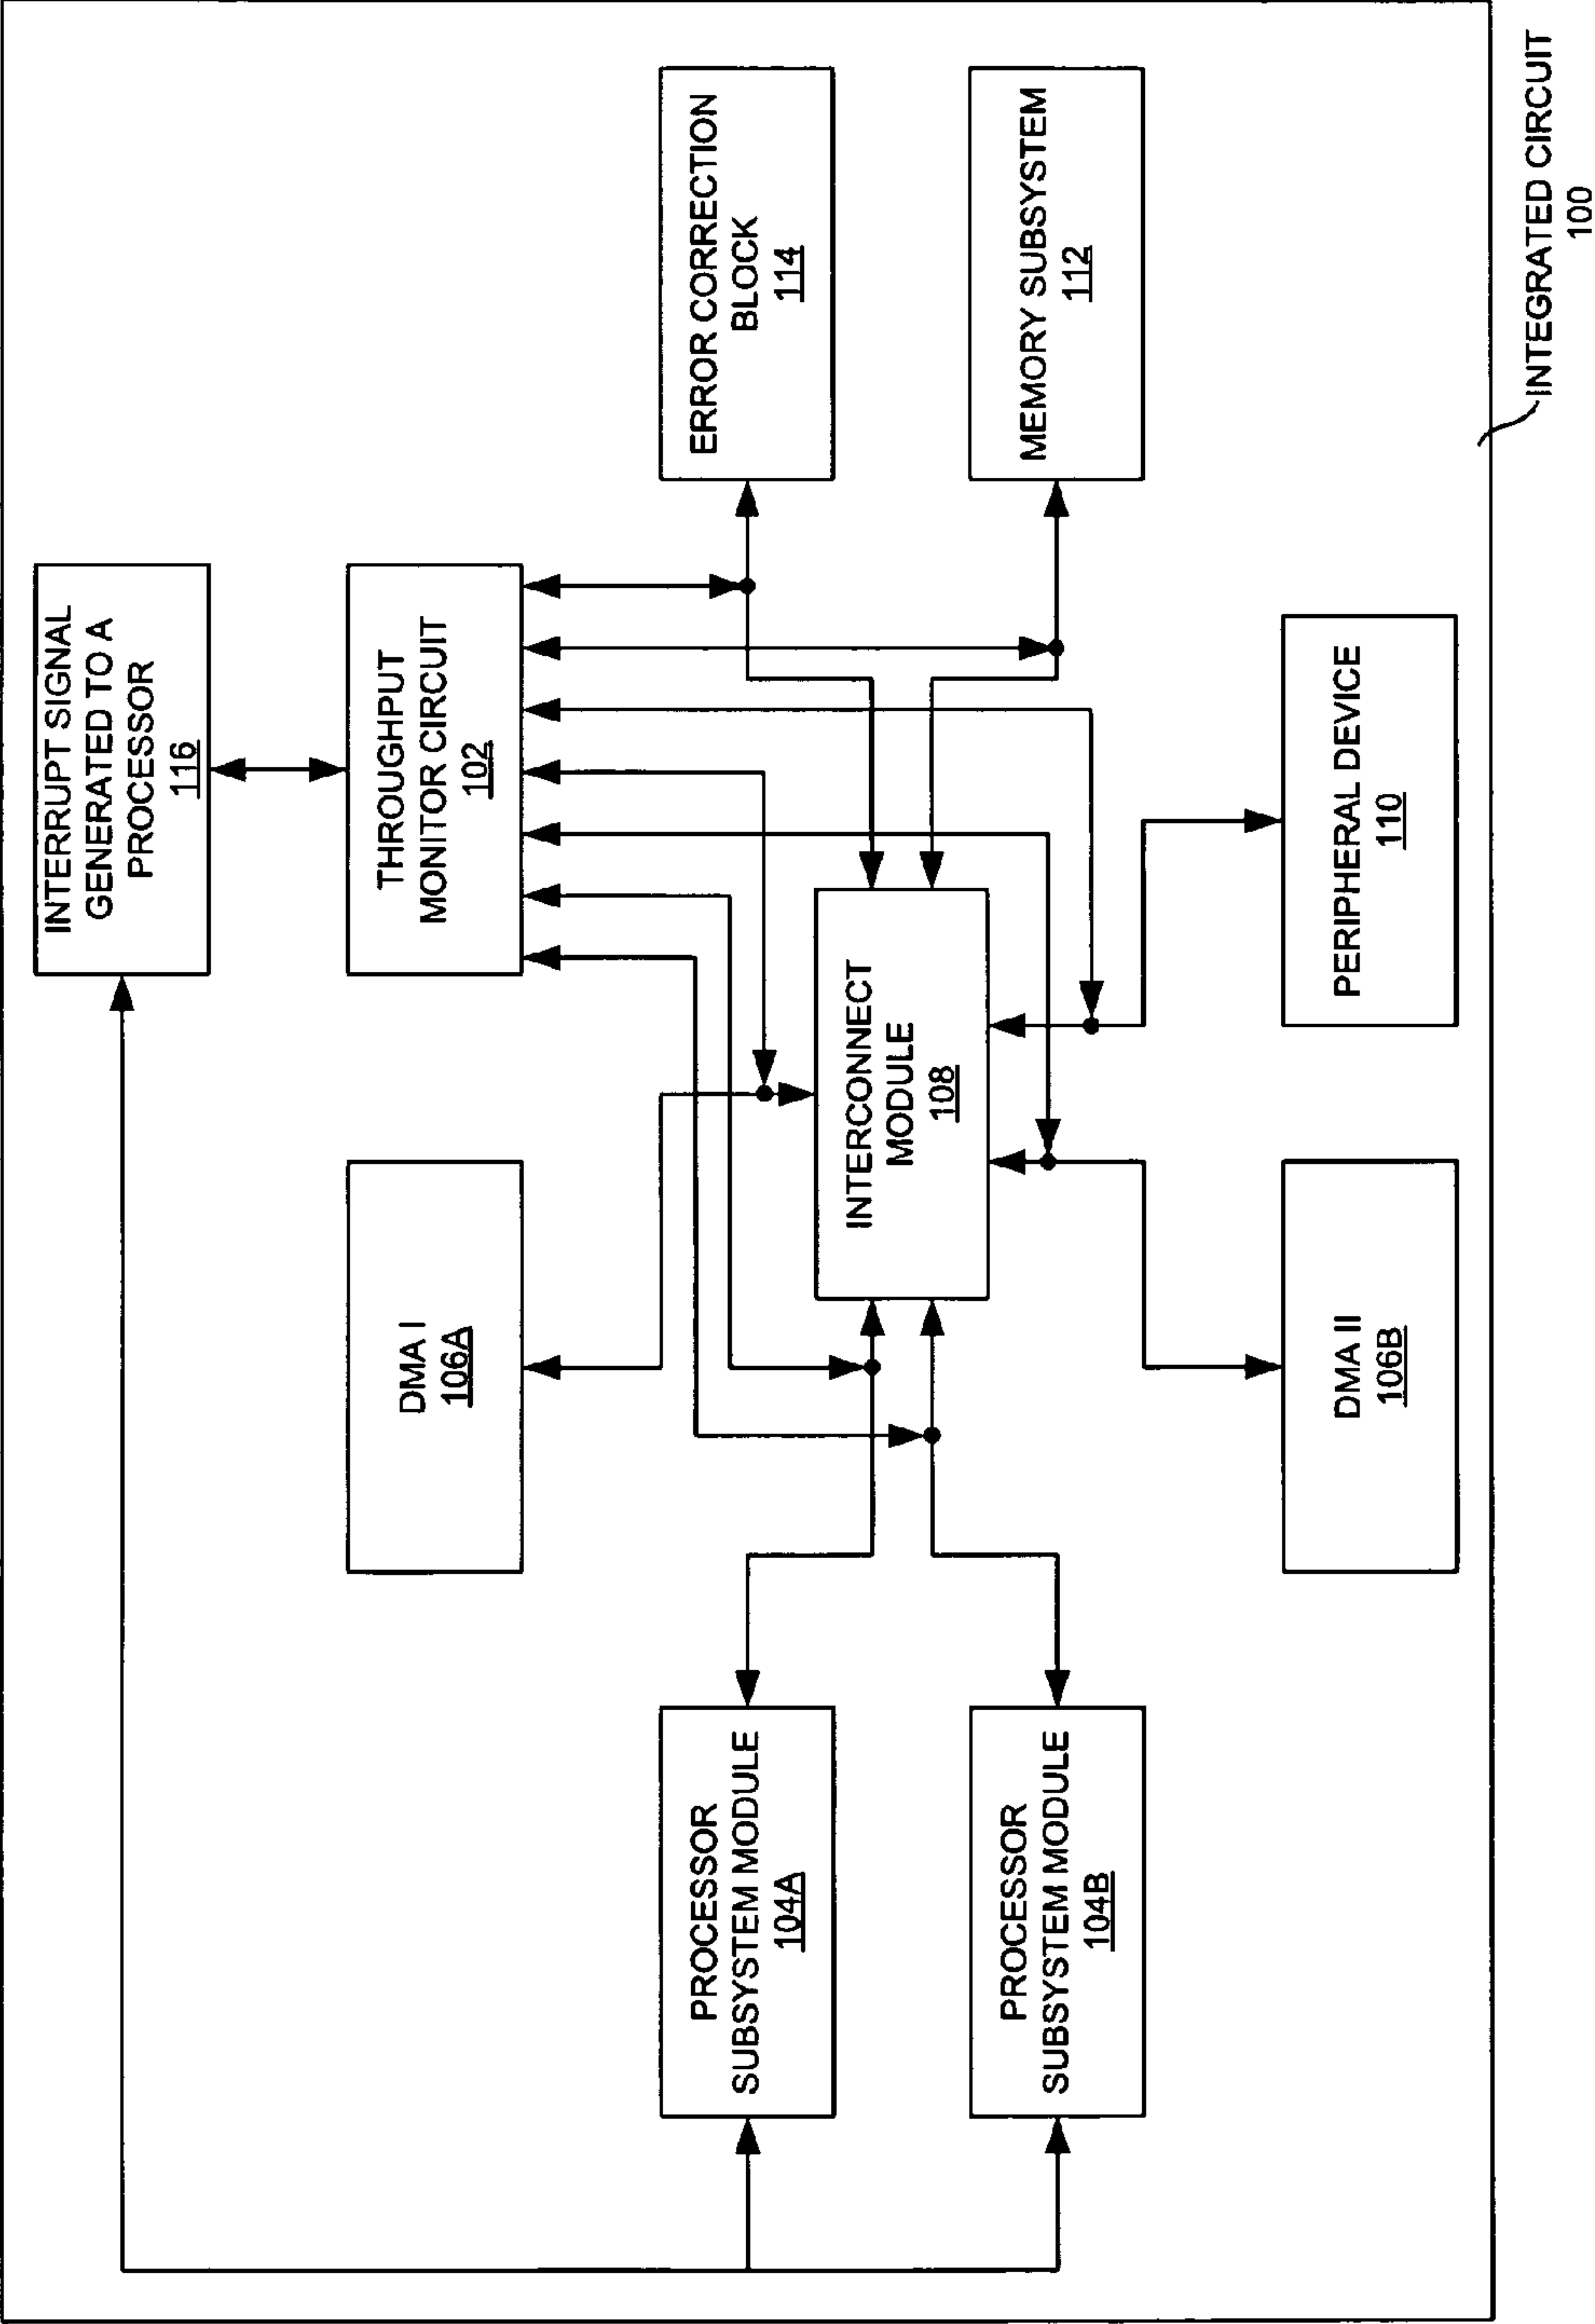 INTERRUPT SIGNAL
GENERATED TO A
PROCESSOR
116
DMA I
106A
THROUGHPUT
MONITOR CIRCUIT
102
PROCESSOR
SUBSYSTEM MODULE
104A
ERROR CORRECTION
BLOCK
114
INTERCONNECT
MODULE
108
PROCESSOR
SUBSYSTEM MODULE
104B
MEMORY SUBSYSTEM
112
DMA II
106B
PERIPHERAL DEVICE
110
INTEGRATED CIRCUIT
100